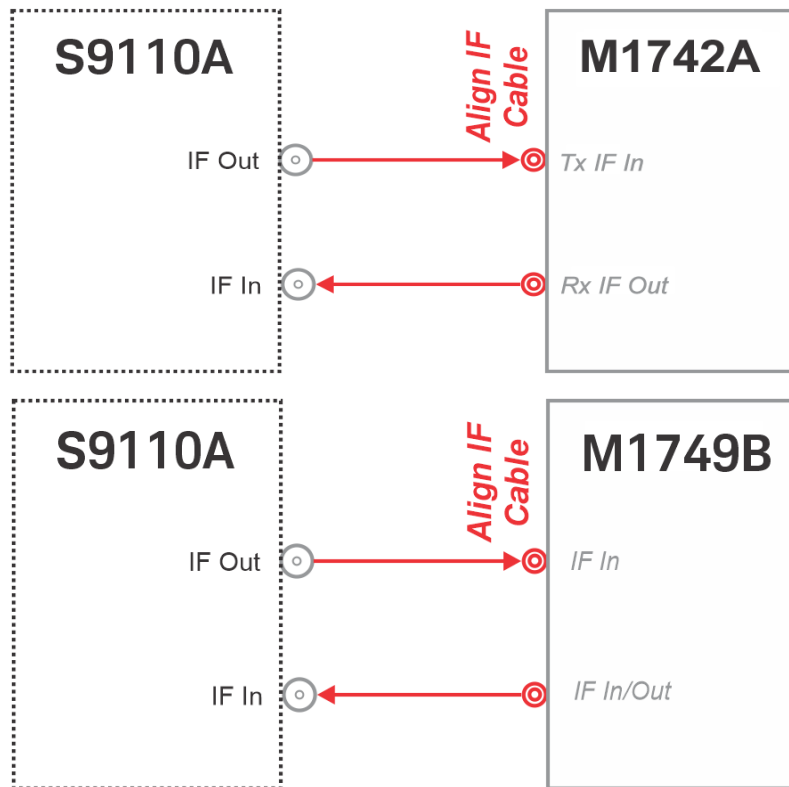 S9110A
Align IF
Cable
M1742A
IF Out
Tx IF In
IF In
Rx IF Out
S9110A
Align IF
Cable
M1749B
IF Out
IF In
IF In
IF In/Out